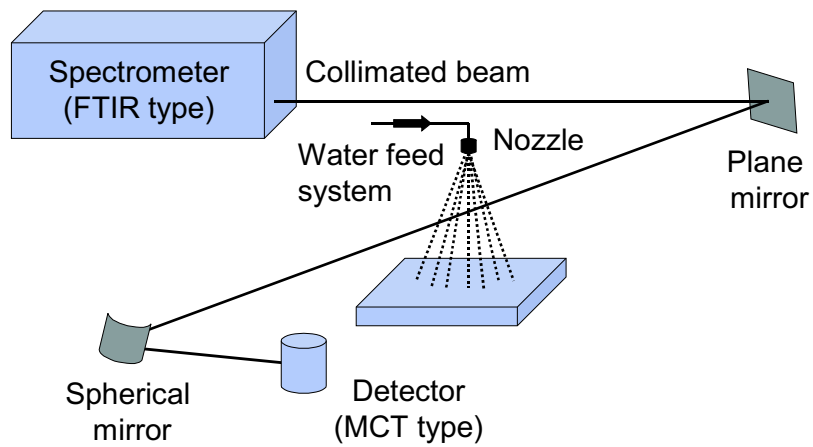 Spectrometer
(FTIR type)
Collimated beam
Water feed
system
Nozzle
Plane
mirror
Spherical
mirror
Detector
(MCT type)